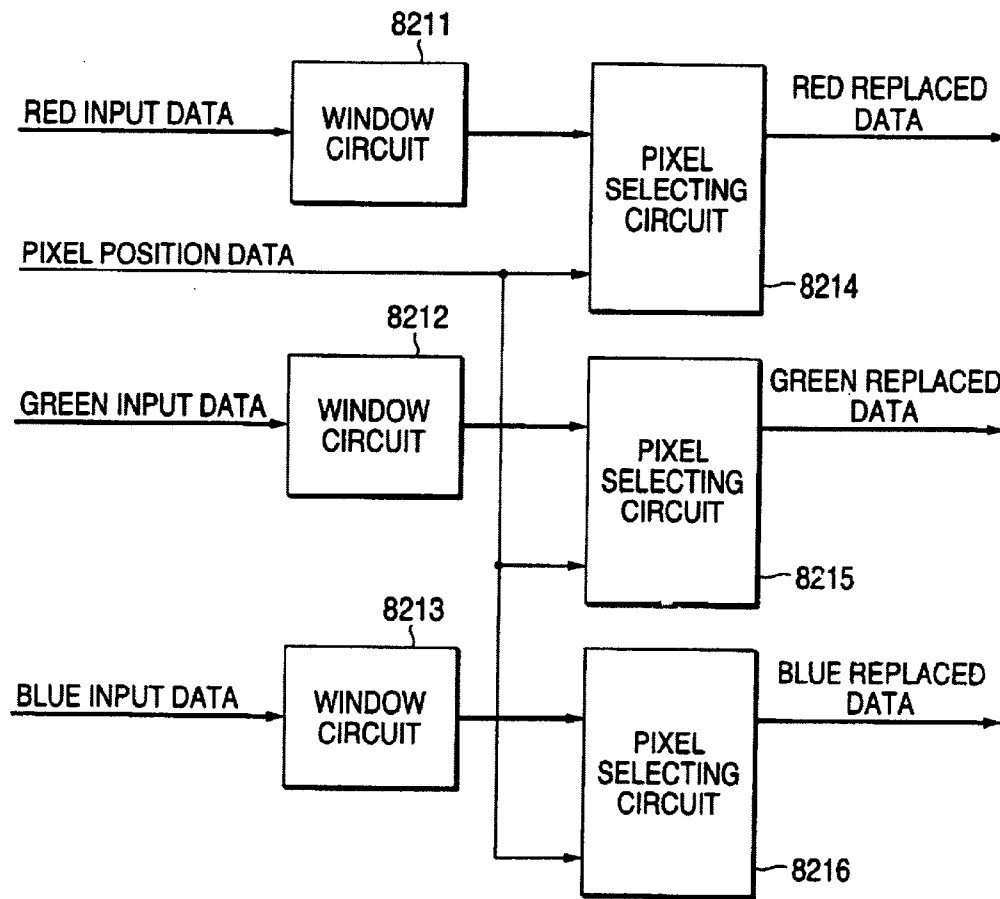 8211
RED INPUT DATA
WINDOW
CIRCUIT
PIXEL
SELECTING
CIRCUIT
RED REPLACED
DATA
PIXEL POSITION DATA
8214
8212
GREEN INPUT DATA
WINDOW
CIRCUIT
PIXEL
SELECTING
CIRCUIT
GREEN REPLACED
DATA
8215
8213
BLUE INPUT DATA
WINDOW
CIRCUIT
PIXEL
SELECTING
CIRCUIT
BLUE REPLACED
DATA
8216